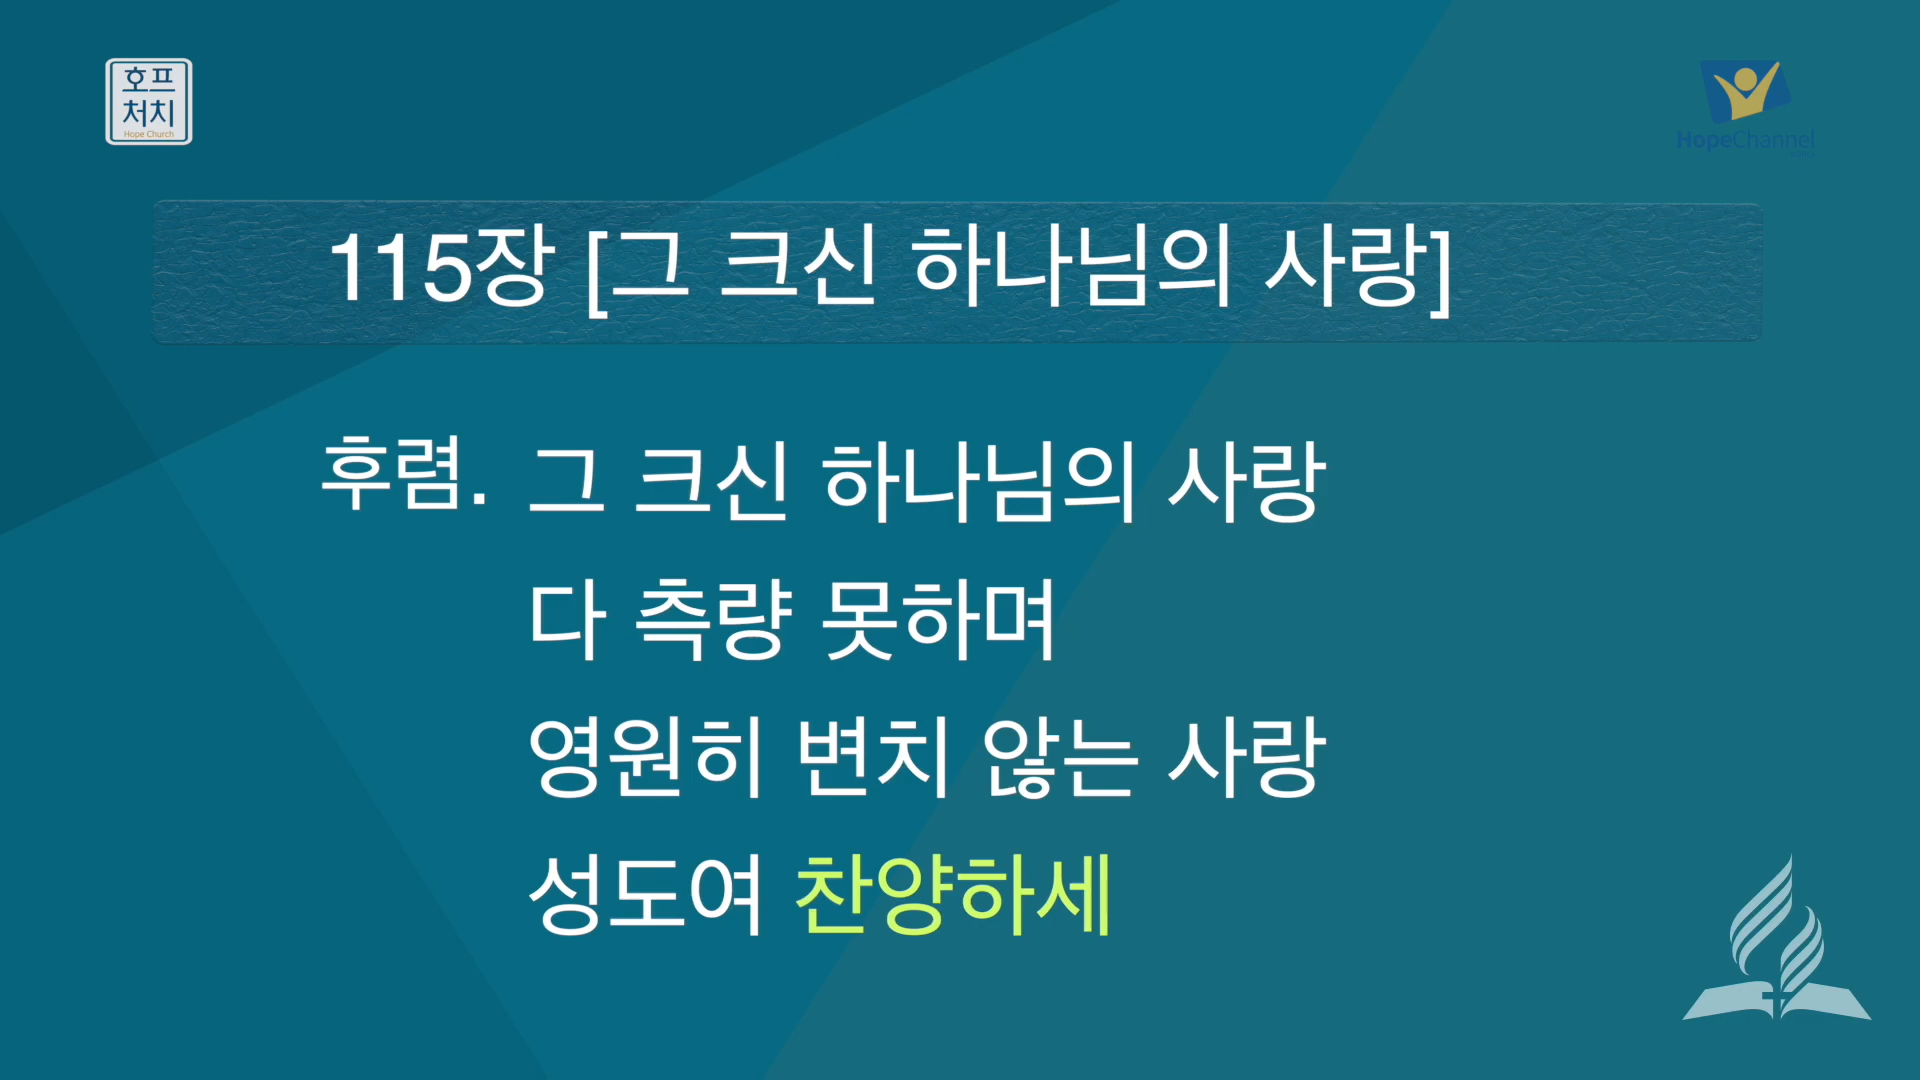 호프
처치
Hope Church
HopeChannel
115장 [그 크신 하나님의 사랑]
후렴. 그 크신 하나님의 사랑
다 측량 못하며
영원히 변치 않는 사랑
성도여 찬양하세